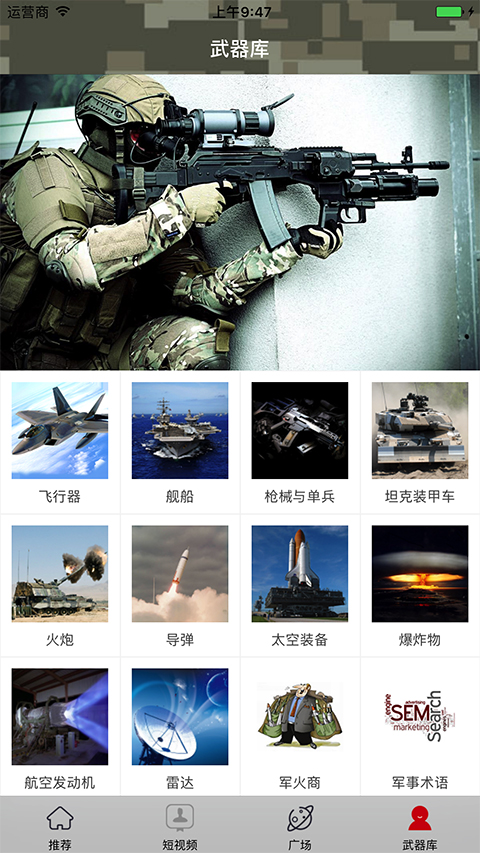 运营商 上午9:47
武器库
飞行器 舰船 枪械与单兵 坦克装甲车
火炮 导弹 太空装备 爆炸物
engine advertising
SEM
marketing
Search
航空发动机 雷达 军火商 军事术语
推荐 短视频 广场 武器库